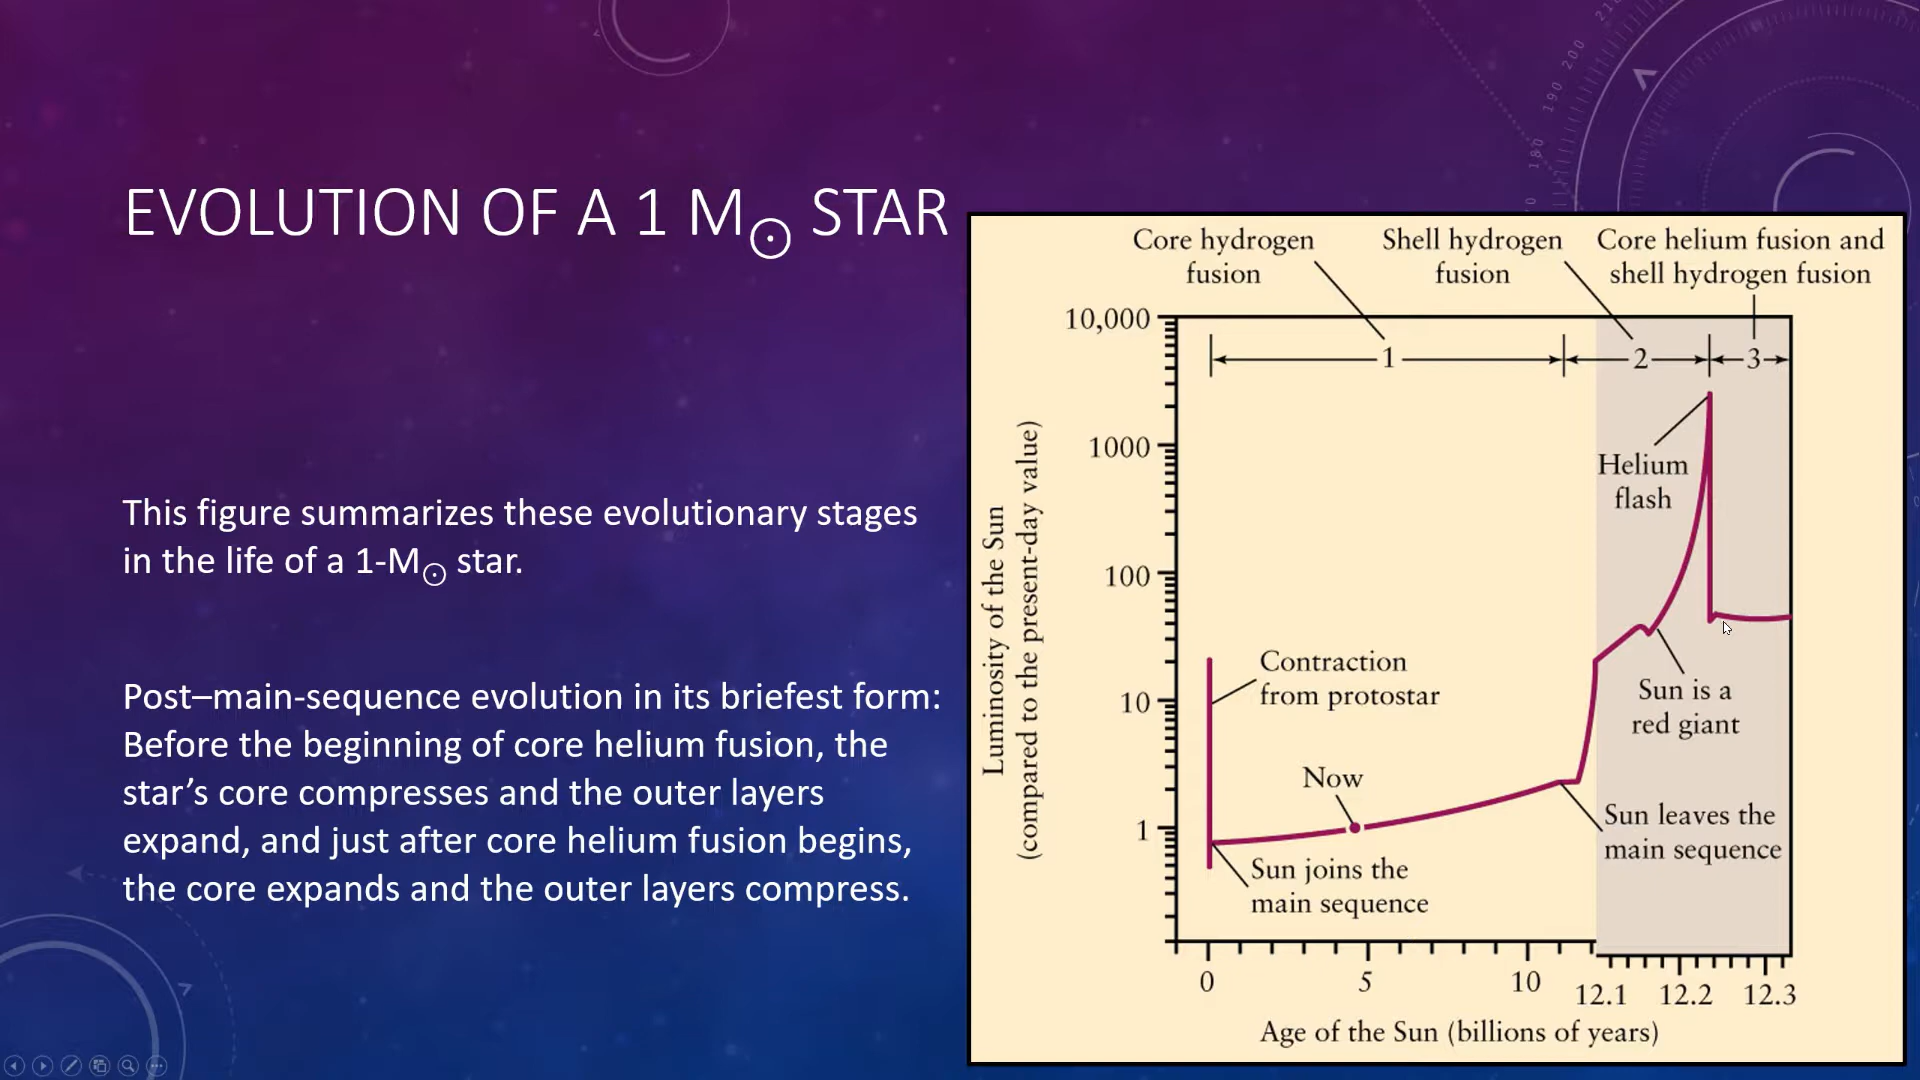 EVOLUTION OF A 1 M☉ STAR
This figure summarizes these evolutionary stages
in the life of a 1-M☉ star.
Post–main-sequence evolution in its briefest form:
Before the beginning of core helium fusion, the
star’s core compresses and the outer layers
expand, and just after core helium fusion begins,
the core expands and the outer layers compress.
Core hydrogen
fusion
Shell hydrogen
fusion
Core helium fusion and
shell hydrogen fusion
10,000
1000
100
10
1
Luminosity of the Sun
(compared to the present-day value)
1
2
3
Helium
flash
Contraction
from protostar
Sun is a
red giant
Now
Sun leaves the
main sequence
Sun joins the
main sequence
0
5
10
12.1
12.2
12.3
Age of the Sun (billions of years)
180
190
200